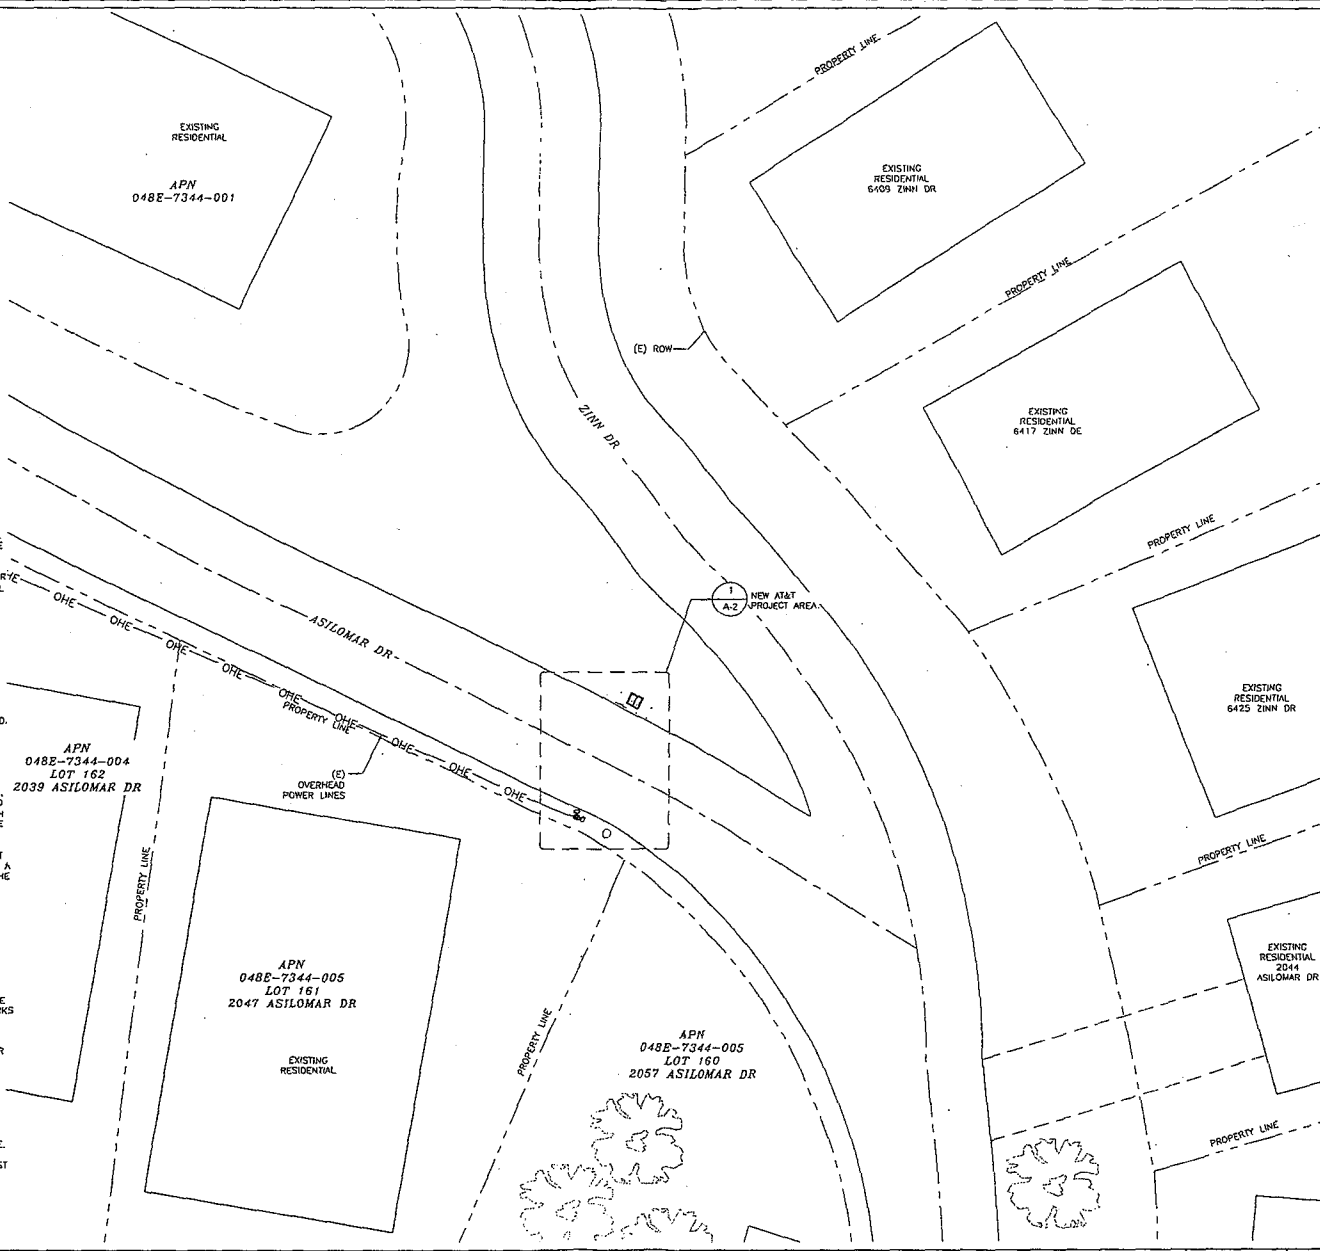 PROPERTY LINE
EXISTING
RESIDENTIAL
APN
048E-7344-001
EXISTING
RESIDENTIAL
6409 ZINN DR
PROPERTY LINE
(E) ROW
ZINN DR
EXISTING
RESIDENTIAL
6417 ZINN DE
PROPERTY LINE
OHE
OHE
OHE
OHE
OHE
OHE
OHE
OHE
OHE
ASILOMAR DR
1
A-2
NEW AT&T
PROJECT AREA
PROPERTY LINE
(E)
OVERHEAD
POWER LINES
EXISTING
RESIDENTIAL
6425 ZINN DR
APN
048E-7344-004
LOT 162
2039 ASILOMAR DR
PROPERTY LINE
PROPERTY LINE
APN
048E-7344-005
LOT 161
2047 ASILOMAR DR
EXISTING
RESIDENTIAL
PROPERTY LINE
APN
048E-7344-005
LOT 160
2057 ASILOMAR DR
EXISTING
RESIDENTIAL
2044
ASILOMAR DR
PROPERTY LINE